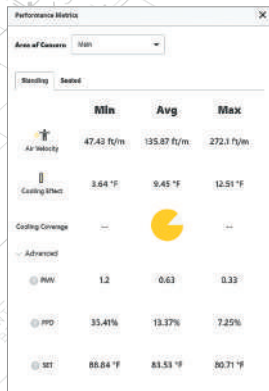 Performance Metrics X
Area of Concern Main
Standing Seated
Min Avg Max
Air Velocity 47.43 ft/m 135.87 ft/m 272.1 ft/m
Cooling Effect 3.64 °F 9.45 °F 12.51 °F
Cooling Coverage -- --
Advanced
PMV 1.2 0.63 0.33
PPD 35.41% 13.37% 7.25%
SET 88.84 °F 83.53 °F 80.71 °F